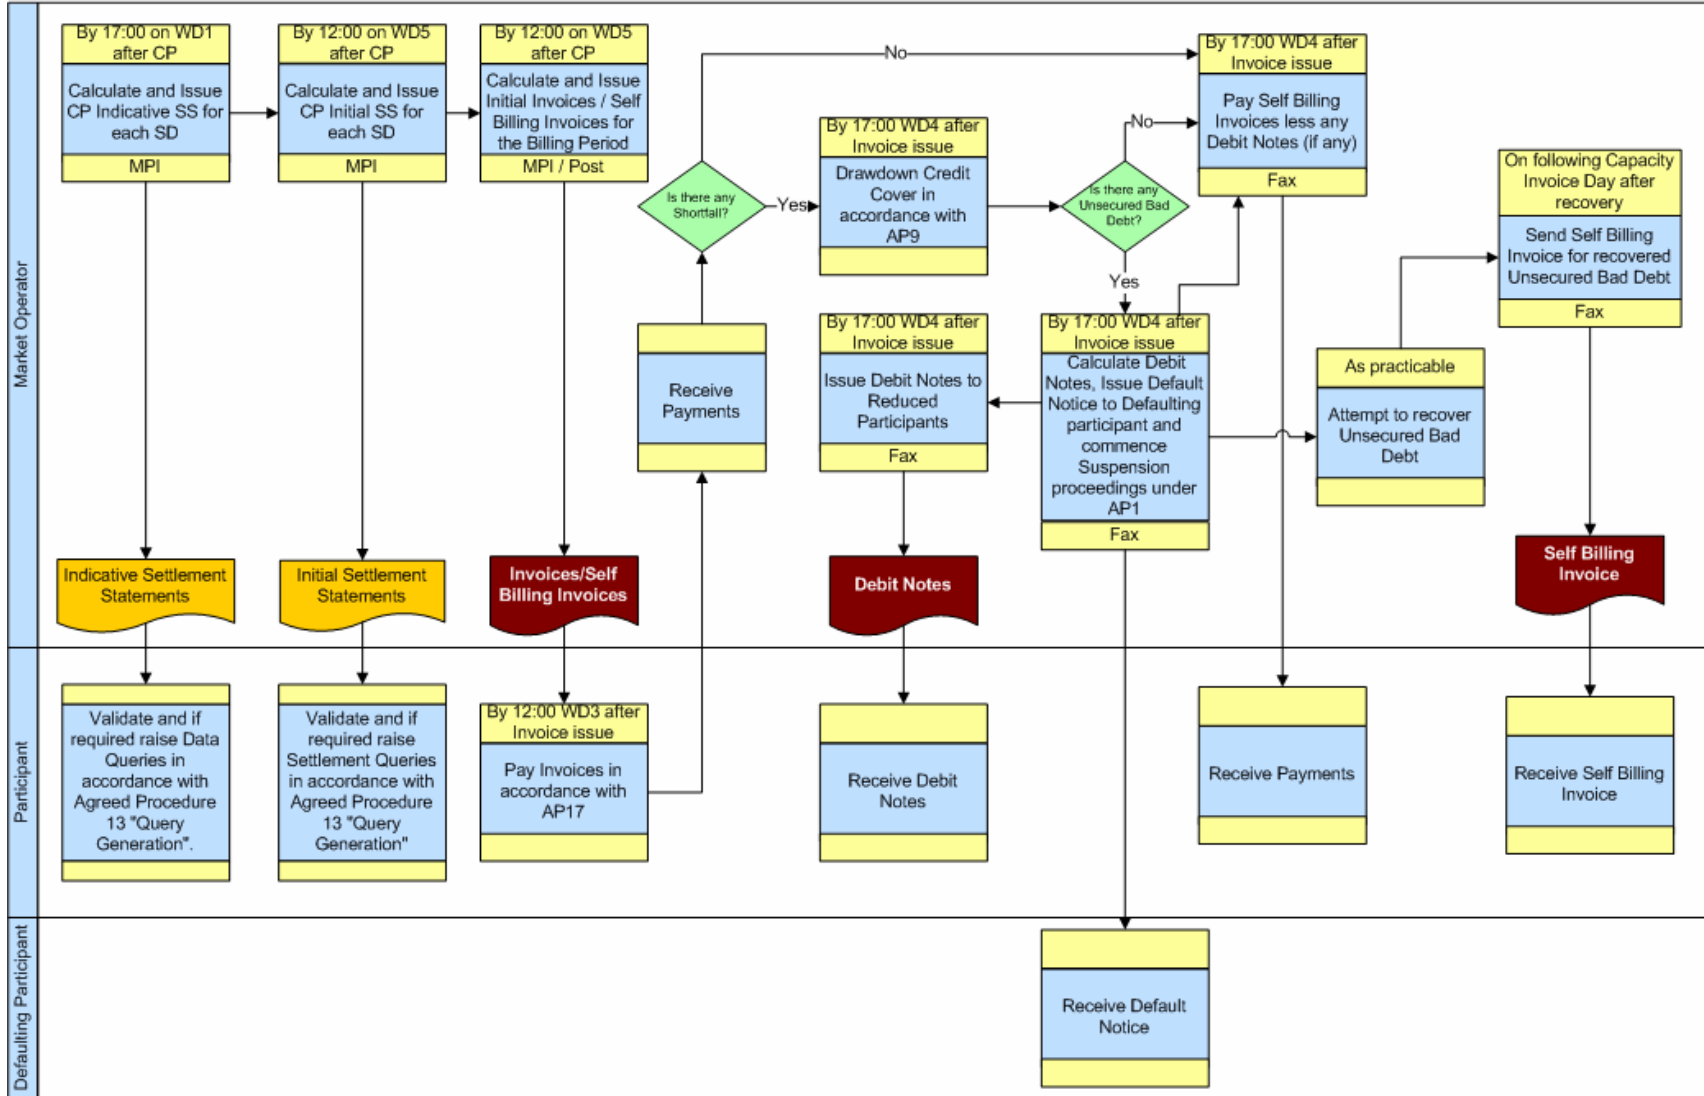 Market Operator
By 17:00 on WD1
after CP
Calculate and Issue
CP Indicative SS for
each SD
MPI
By 12:00 on WD5
after CP
Calculate and Issue
CP Initial SS for
each SD
MPI
By 12:00 on WD5
after CP
Calculate and Issue
Initial Invoices / Self
Billing Invoices for
the Billing Period
MPI / Post
Is there any
Shortfall?
No
Yes
Receive
Payments
By 17:00 WD4 after
Invoice issue
Drawdown Credit
Cover in
accordance with
AP9
Is there any
Unsecured Bad
Debt?
No
Yes
By 17:00 WD4 after
Invoice issue
Pay Self Billing
Invoices less any
Debit Notes (if any)
Fax
By 17:00 WD4 after
Invoice issue
Issue Debit Notes to
Reduced
Participants
Fax
By 17:00 WD4 after
Invoice issue
Calculate Debit
Notes, Issue Default
Notice to Defaulting
participant and
commence
Suspension
proceedings under
AP1
Fax
As practicable
Attempt to recover
Unsecured Bad
Debt
On following Capacity
Invoice Day after
recovery
Send Self Billing
Invoice for recovered
Unsecured Bad Debt
Fax
Indicative Settlement
Statements
Initial Settlement
Statements
Invoices/Self
Billing Invoices
Debit Notes
Self Billing
Invoice
Participant
Validate and if
required raise Data
Queries in
accordance with
Agreed Procedure
13 "Query
Generation".
Validate and if
required raise
Settlement Queries
in accordance with
Agreed Procedure
13 "Query
Generation"
By 12:00 WD3 after
Invoice issue
Pay Invoices in
accordance with
AP17
Receive Debit
Notes
Receive Payments
Receive Self Billing
Invoice
Defaulting Participant
Receive Default
Notice